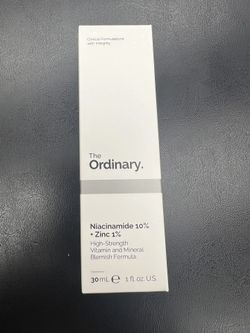 Clinical Formulations
with Integrity.
The
Ordinary.
Niacinamide 10%
+ Zinc 1%
High-Strength
Vitamin and Mineral
Blemish Formula
30mL ℮ 1 fl. oz. US